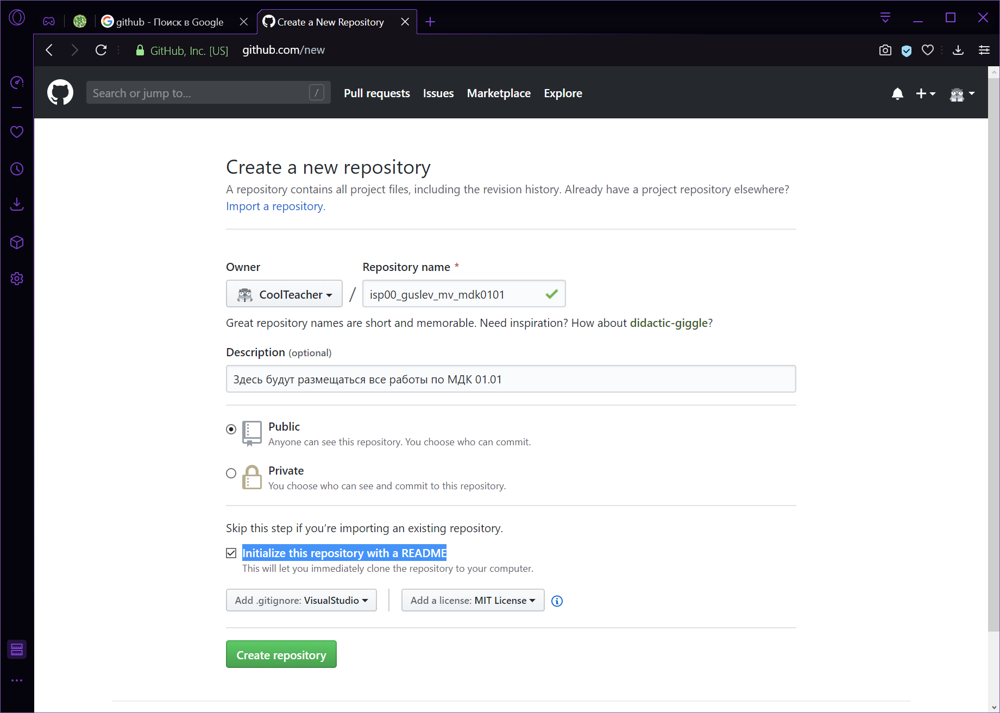 github - Поиск в Google
Create a New Repository
GitHub, Inc. [US]
github.com/new
Search or jump to...
/
Pull requests
Issues
Marketplace
Explore
Create a new repository
A repository contains all project files, including the revision history. Already have a project repository elsewhere?
Import a repository.
Owner
Repository name *
CoolTeacher
/
isp00_guslev_mv_mdk0101
Great repository names are short and memorable. Need inspiration? How about didactic-giggle?
Description (optional)
Здесь будут размещаться все работы по МДК 01.01
Public
Anyone can see this repository. You choose who can commit.
Private
You choose who can see and commit to this repository.
Skip this step if you’re importing an existing repository.
Initialize this repository with a README
This will let you immediately clone the repository to your computer.
Add .gitignore: VisualStudio
Add a license: MIT License
Create repository